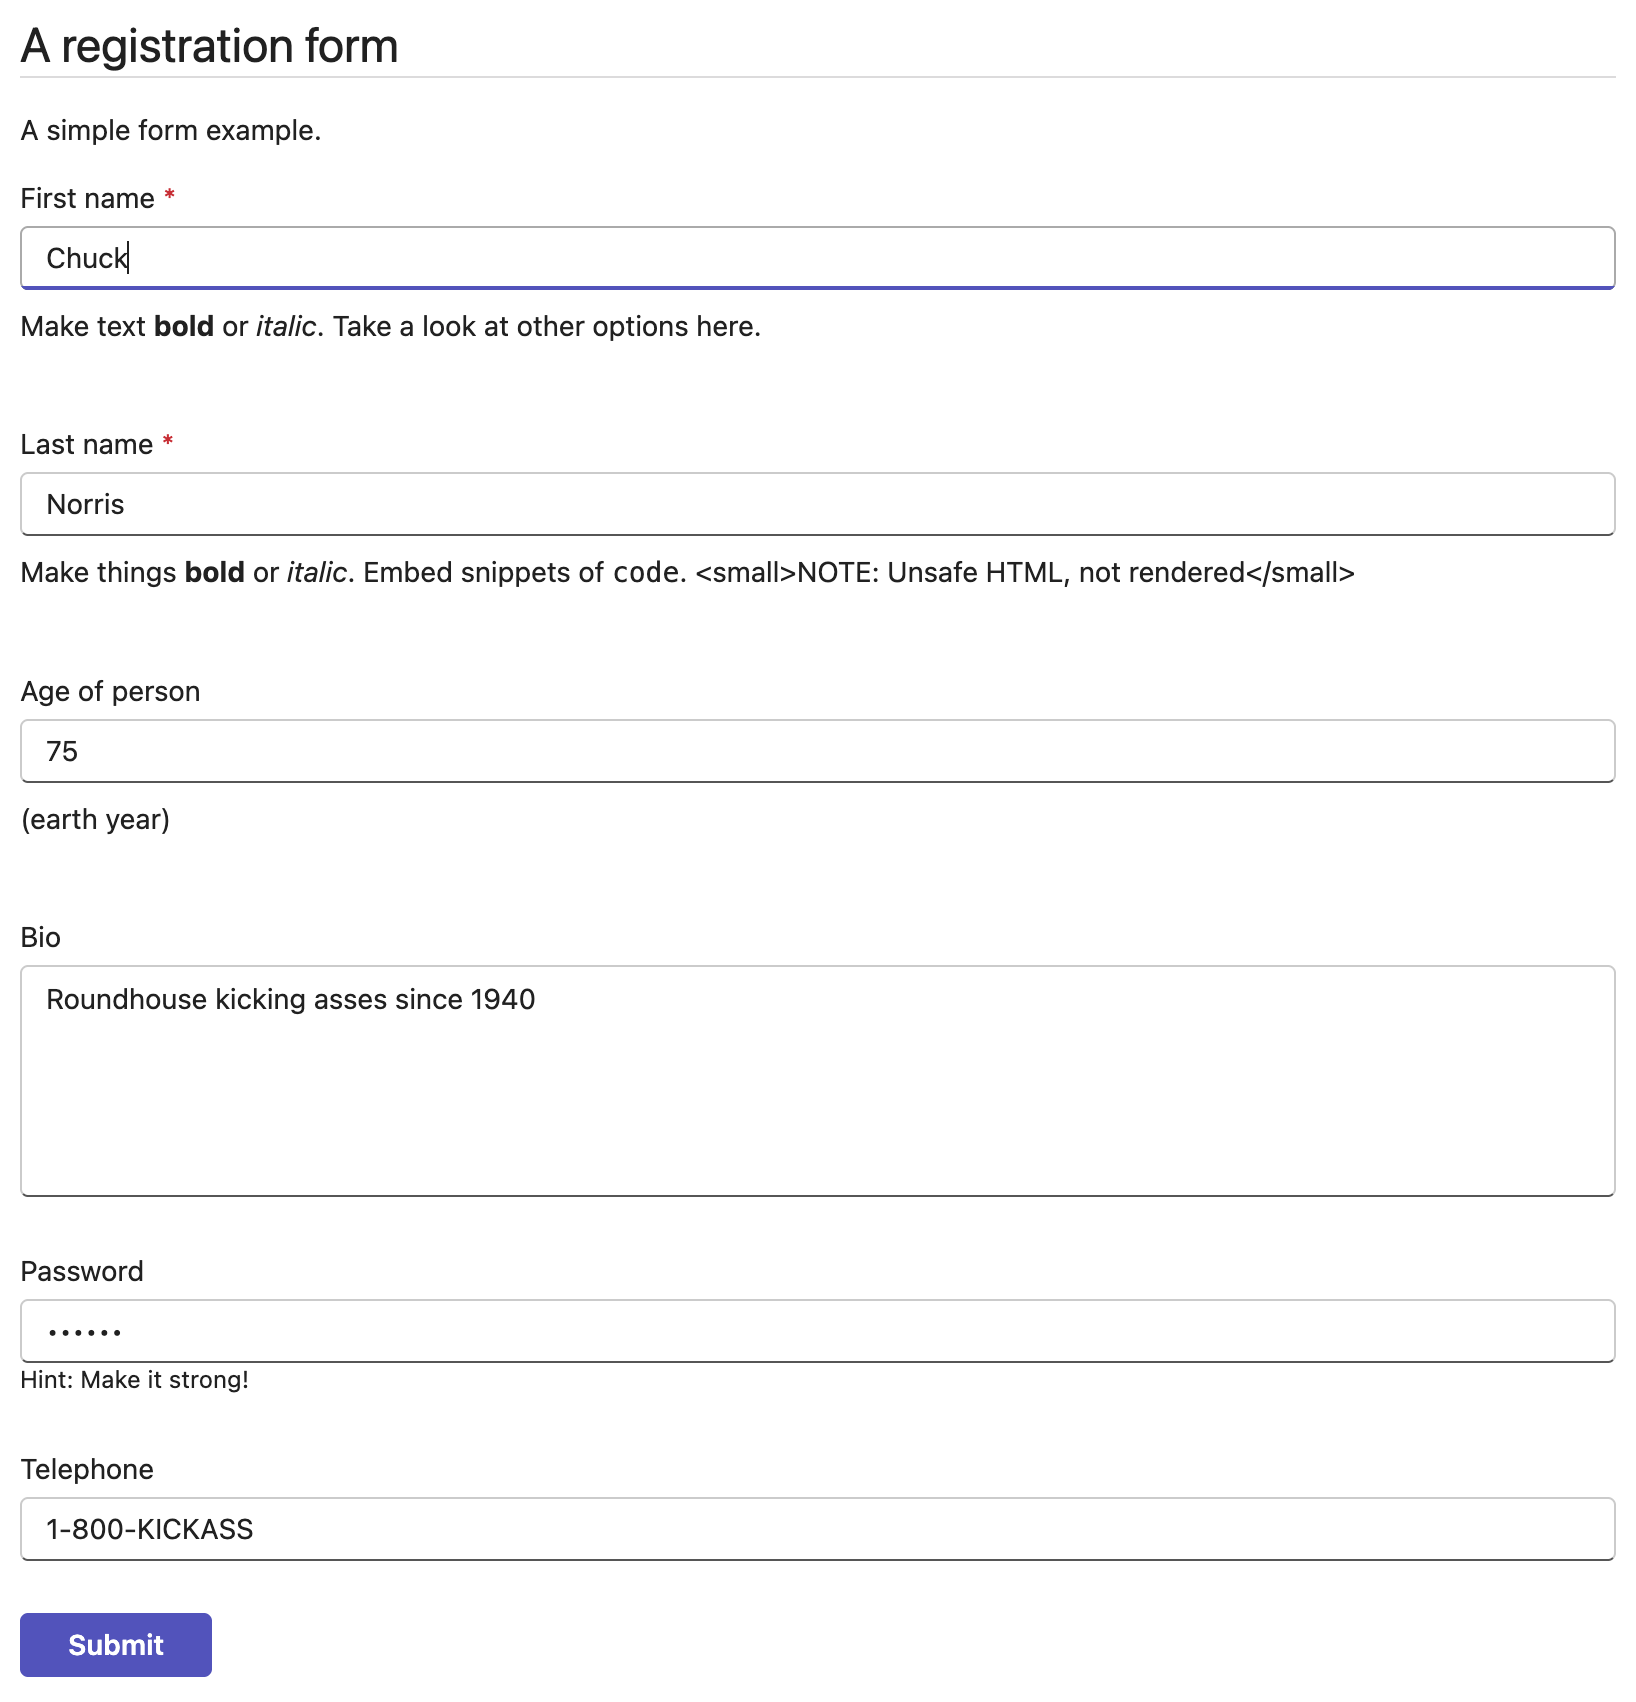 A registration form
A simple form example.
First name *
Chuck
Make text bold or italic. Take a look at other options here.
Last name *
Norris
Make things bold or italic. Embed snippets of code. <small>NOTE: Unsafe HTML, not rendered</small>
Age of person
75
(earth year)
Bio
Roundhouse kicking asses since 1940
Password
••••••
Hint: Make it strong!
Telephone
1-800-KICKASS
Submit